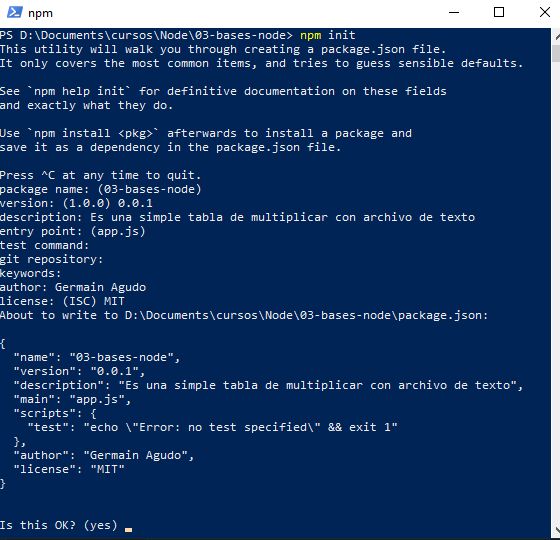 npm
PS D:\Documents\cursos\Node\03-bases-node> npm init
This utility will walk you through creating a package.json file.
It only covers the most common items, and tries to guess sensible defaults.
See `npm help init` for definitive documentation on these fields
and exactly what they do.
Use `npm install <pkg>` afterwards to install a package and
save it as a dependency in the package.json file.
Press ^C at any time to quit.
package name: (03-bases-node)
version: (1.0.0) 0.0.1
description: Es una simple tabla de multiplicar con archivo de texto
entry point: (app.js)
test command:
git repository:
keywords:
author: Germain Agudo
license: (ISC) MIT
About to write to D:\Documents\cursos\Node\03-bases-node\package.json:
{
  "name": "03-bases-node",
  "version": "0.0.1",
  "description": "Es una simple tabla de multiplicar con archivo de texto",
  "main": "app.js",
  "scripts": {
    "test": "echo \"Error: no test specified\" && exit 1"
  },
  "author": "Germain Agudo",
  "license": "MIT"
}
Is this OK? (yes)